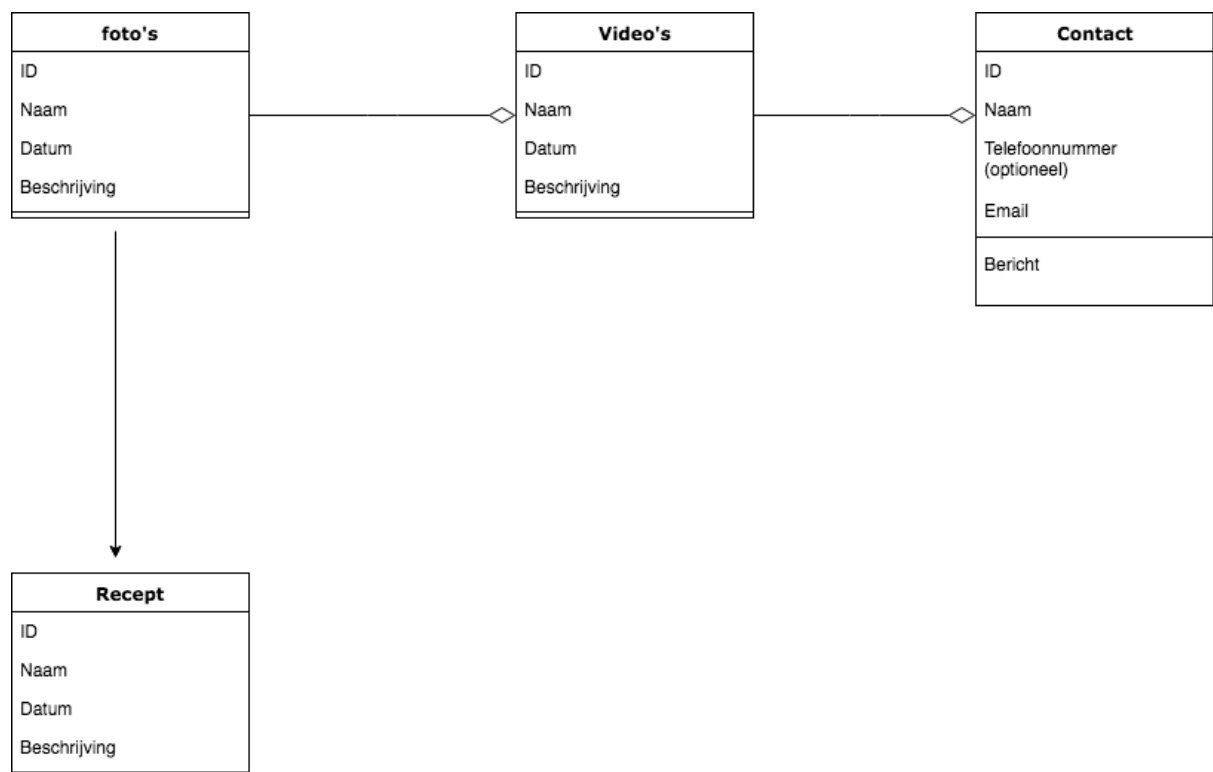 foto's
ID
Naam
Datum
Beschrijving
Video's
ID
Naam
Datum
Beschrijving
Contact
ID
Naam
Telefoonnummer
(optioneel)
Email
Bericht
Recept
ID
Naam
Datum
Beschrijving